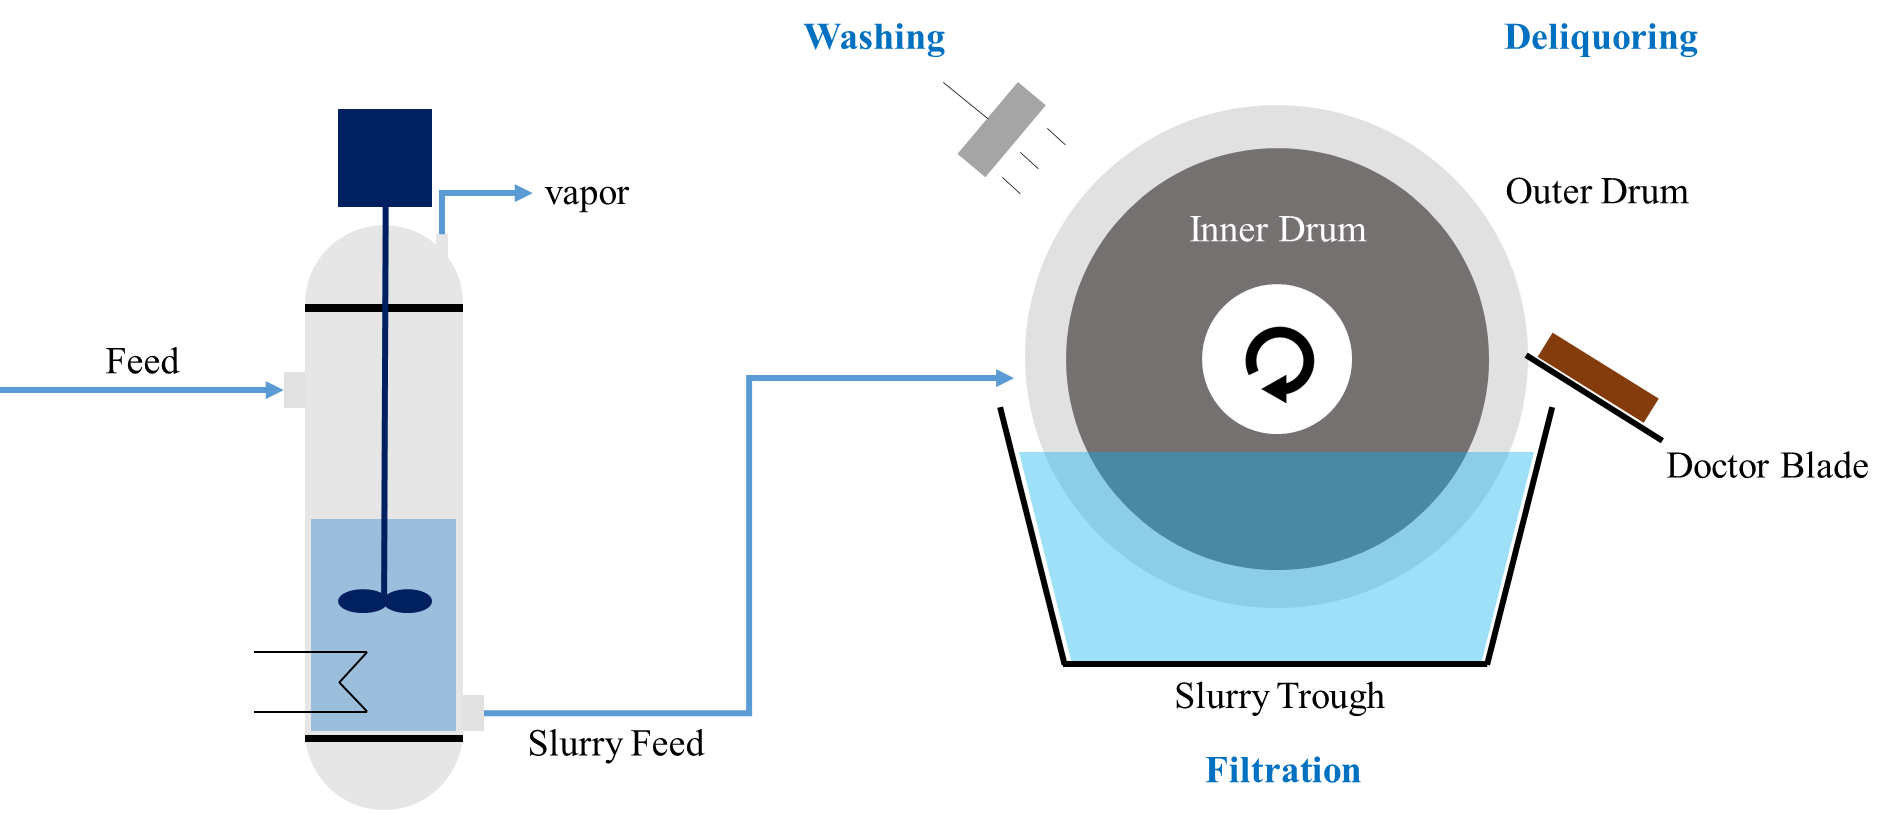 Washing
Deliquoring
vapor
Outer Drum
Inner Drum
Feed
Doctor Blade
Slurry Trough
Slurry Feed
Filtration